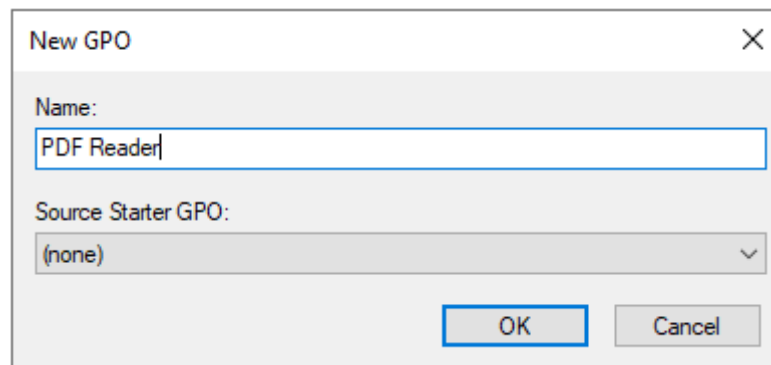 New GPO
Name:
PDF Reader
Source Starter GPO:
(none)
OK Cancel